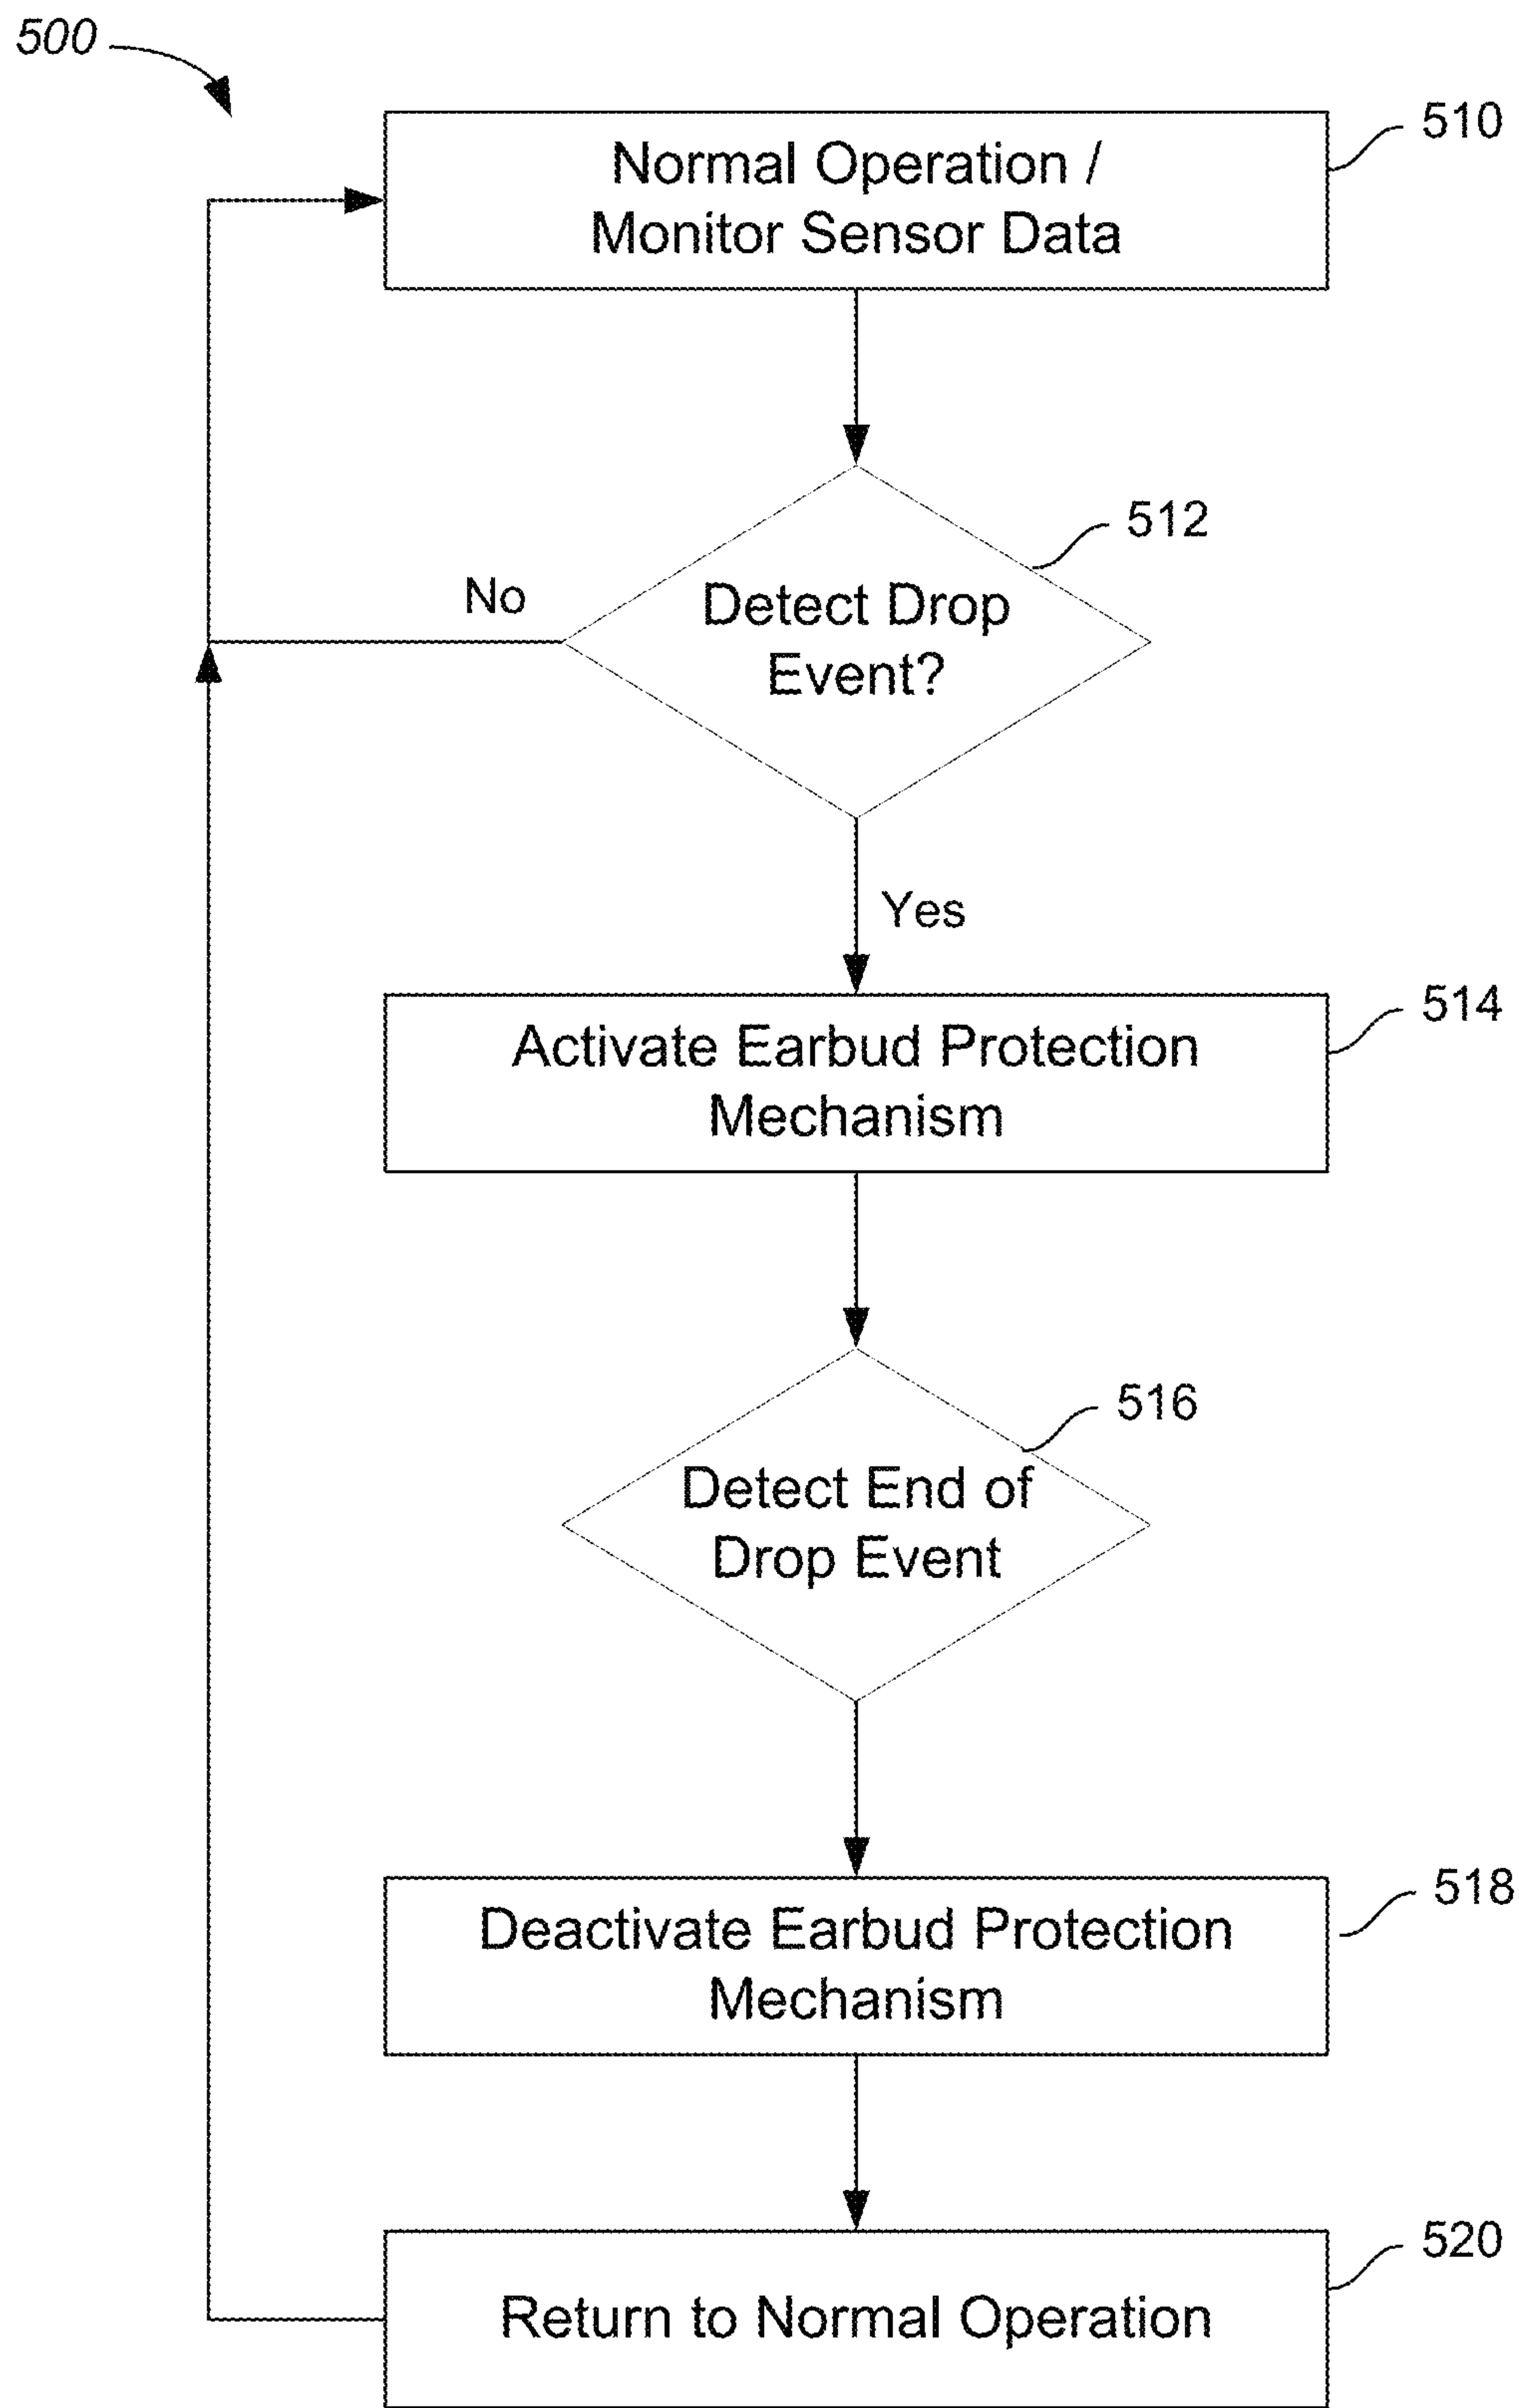 500
510
Normal Operation /
Monitor Sensor Data
512
Detect Drop
Event?
No
Yes
514
Activate Earbud Protection
Mechanism
516
Detect End of
Drop Event
518
Deactivate Earbud Protection
Mechanism
520
Return to Normal Operation